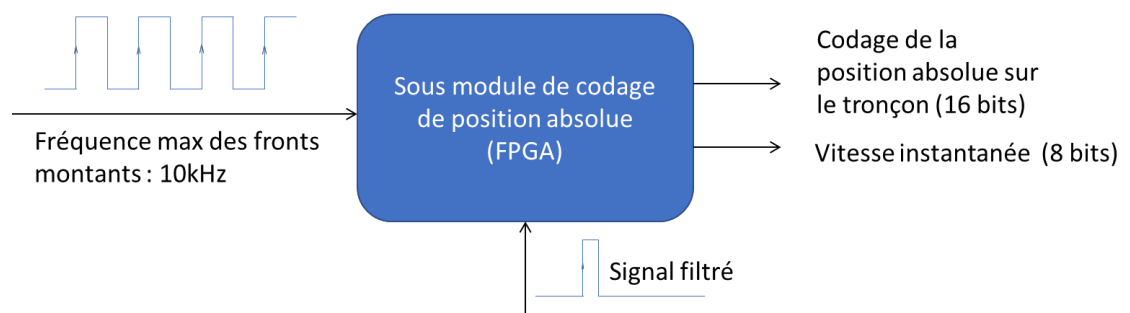 Fréquence max des fronts
montants : 10kHz
Sous module de codage
de position absolue
(FPGA)
Codage de la
position absolue sur
le tronçon (16 bits)
Vitesse instantanée (8 bits)
Signal filtré